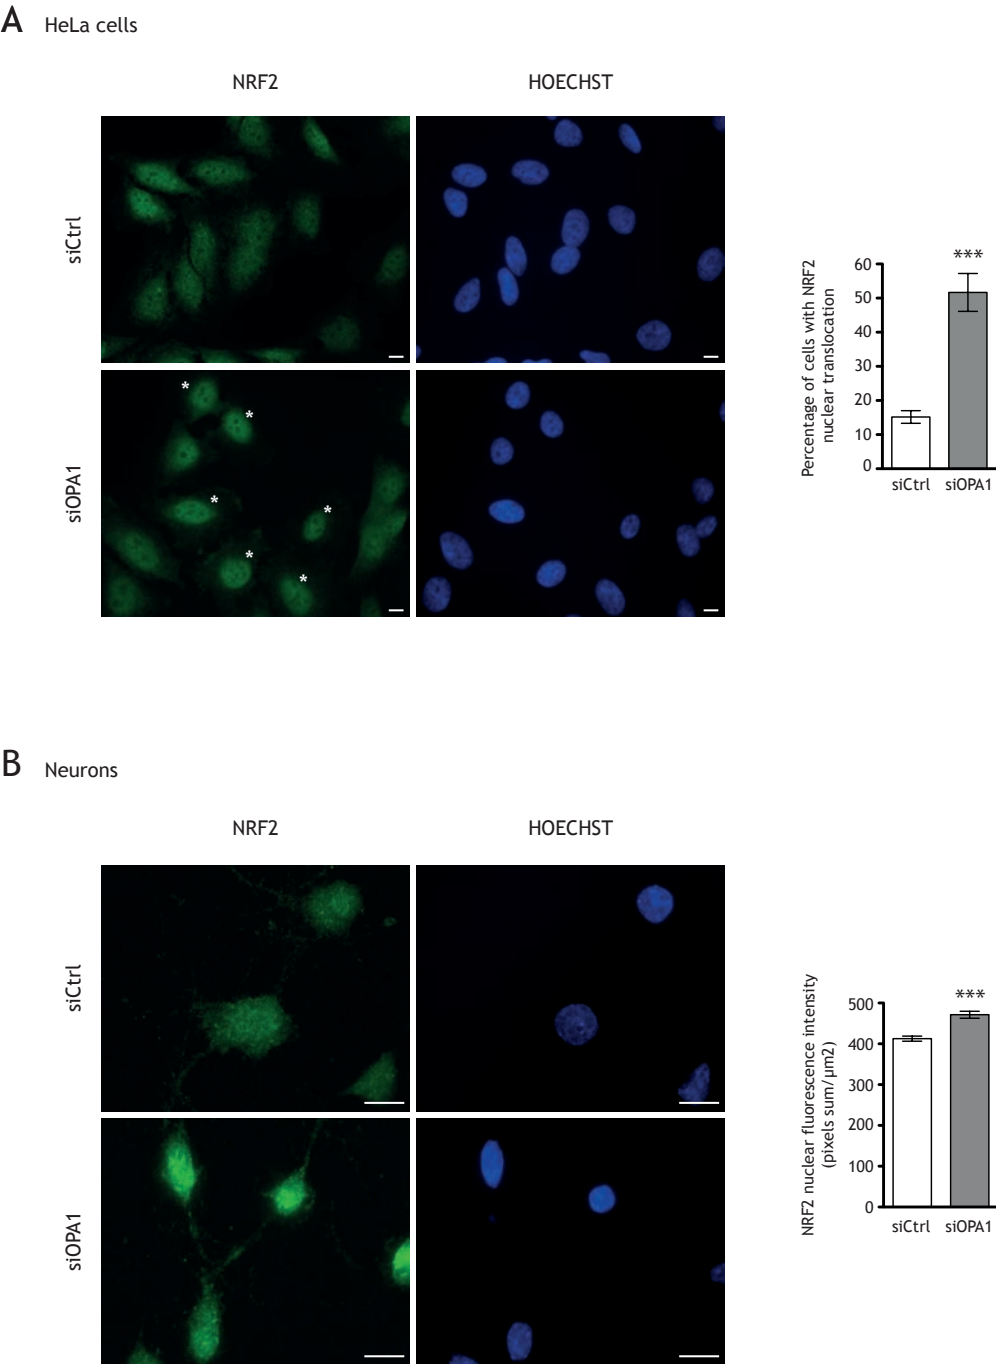 A HeLa cells
NRF2 HOECHST
siCtrl
siOPA1
* * * * * *
Percentage of cells with NRF2
nuclear translocation
60
50
40
30
20
10
0
***
siCtrl siOPA1
B Neurons
NRF2 HOECHST
siCtrl
siOPA1
NRF2 nuclear fluorescence intensity
(pixels sum/µm2)
500
400
300
200
100
0
***
siCtrl siOPA1